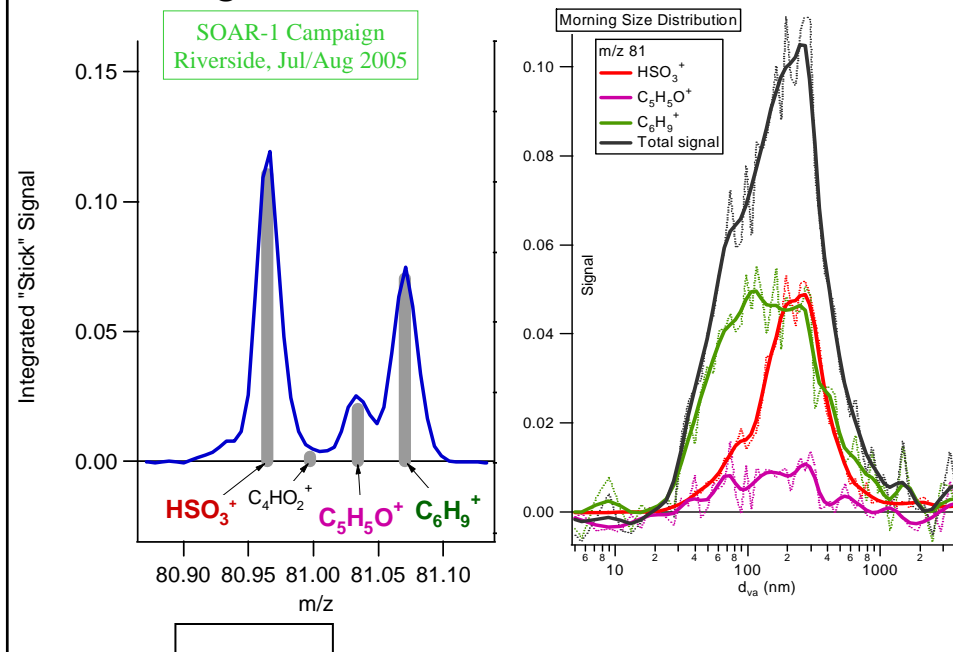 SOAR-1 Campaign
Riverside, Jul/Aug 2005
Integrated "Stick" Signal
0.15
0.10
0.05
0.00
HSO3+
C4HO2+
C5H5O+
C6H9+
80.90 80.95 81.00 81.05 81.10
m/z
Morning Size Distribution
m/z 81
HSO3+
C5H5O+
C6H9+
Total signal
Signal
0.10
0.08
0.06
0.04
0.02
0.00
6 8 2 4 6 8 2 4 6 8 2
10 100 1000
dva (nm)